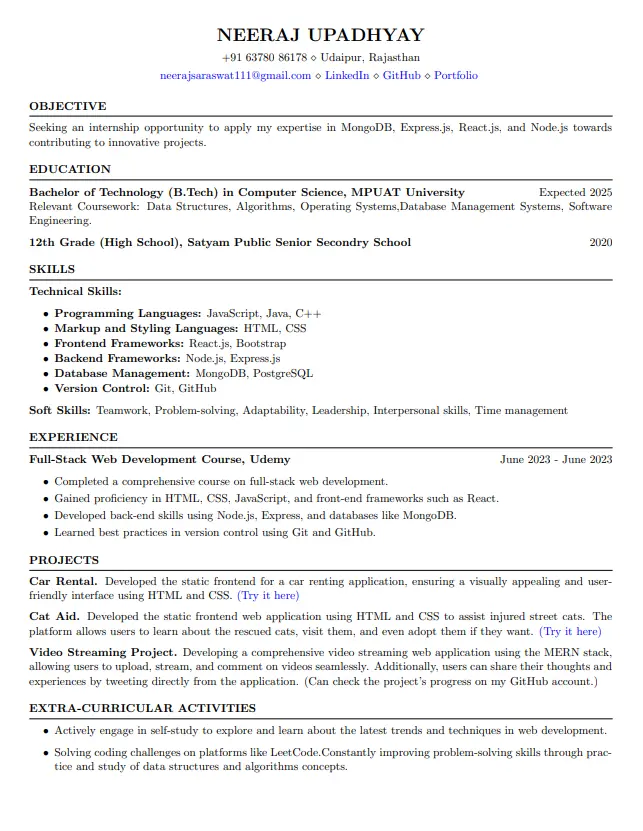 NEERAJ UPADHYAY
+91 63780 86178 ⋄ Udaipur, Rajasthan
neerajsaraswat111@gmail.com ⋄ LinkedIn ⋄ GitHub ⋄ Portfolio
OBJECTIVE
Seeking an internship opportunity to apply my expertise in MongoDB, Express.js, React.js, and Node.js towards
contributing to innovative projects.
EDUCATION
Bachelor of Technology (B.Tech) in Computer Science, MPUAT University Expected 2025
Relevant Coursework: Data Structures, Algorithms, Operating Systems,Database Management Systems, Software
Engineering.
12th Grade (High School), Satyam Public Senior Secondry School 2020
SKILLS
Technical Skills:
• Programming Languages: JavaScript, Java, C++
• Markup and Styling Languages: HTML, CSS
• Frontend Frameworks: React.js, Bootstrap
• Backend Frameworks: Node.js, Express.js
• Database Management: MongoDB, PostgreSQL
• Version Control: Git, GitHub
Soft Skills: Teamwork, Problem-solving, Adaptability, Leadership, Interpersonal skills, Time management
EXPERIENCE
Full-Stack Web Development Course, Udemy June 2023 - June 2023
• Completed a comprehensive course on full-stack web development.
• Gained proficiency in HTML, CSS, JavaScript, and front-end frameworks such as React.
• Developed back-end skills using Node.js, Express, and databases like MongoDB.
• Learned best practices in version control using Git and GitHub.
PROJECTS
Car Rental. Developed the static frontend for a car renting application, ensuring a visually appealing and user-
friendly interface using HTML and CSS. (Try it here)
Cat Aid. Developed the static frontend web application using HTML and CSS to assist injured street cats. The
platform allows users to learn about the rescued cats, visit them, and even adopt them if they want. (Try it here)
Video Streaming Project. Developing a comprehensive video streaming web application using the MERN stack,
allowing users to upload, stream, and comment on videos seamlessly. Additionally, users can share their thoughts and
experiences by tweeting directly from the application. (Can check the project's progress on my GitHub account.)
EXTRA-CURRICULAR ACTIVITIES
• Actively engage in self-study to explore and learn about the latest trends and techniques in web development.
• Solving coding challenges on platforms like LeetCode.Constantly improving problem-solving skills through prac-
tice and study of data structures and algorithms concepts.